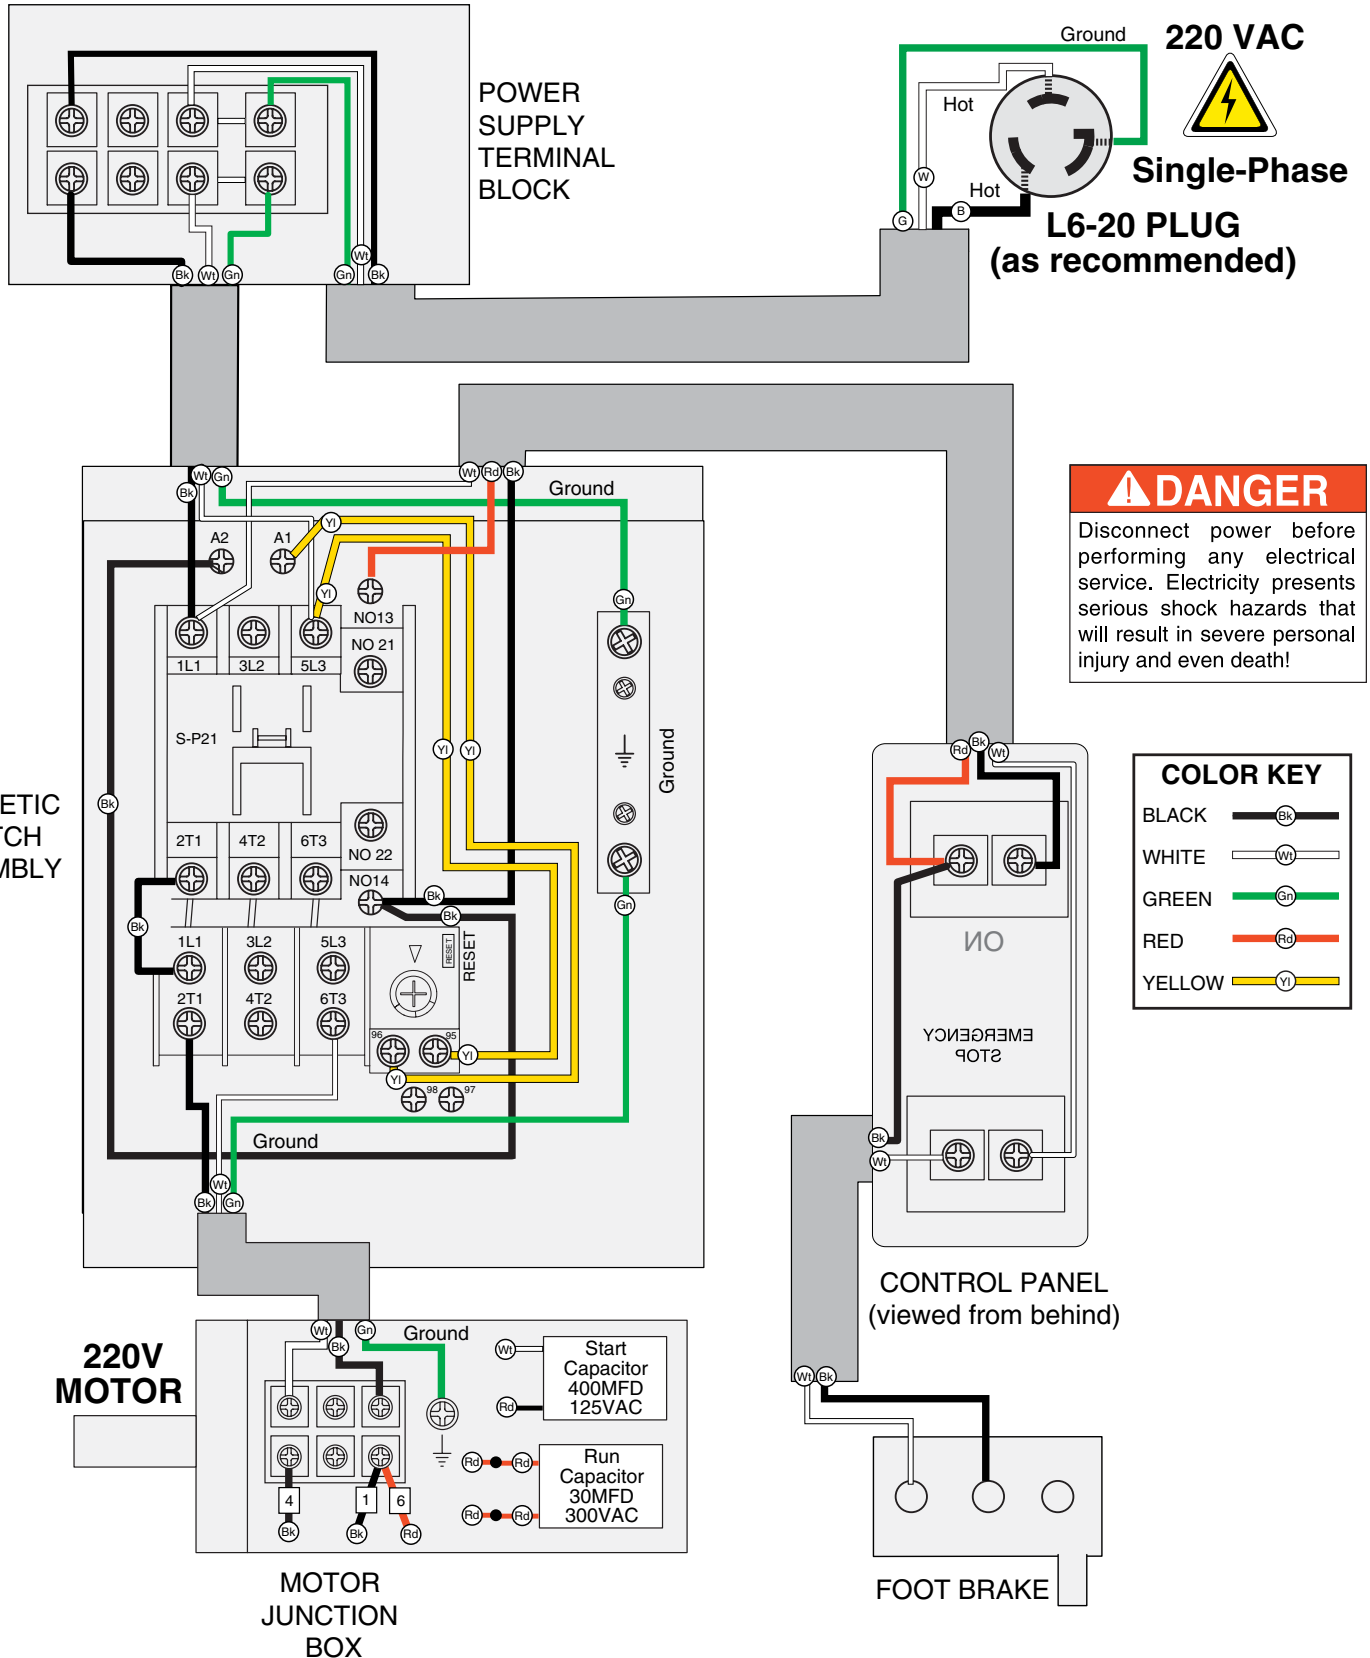 POWER
SUPPLY
TERMINAL
BLOCK
Ground
220 VAC
Hot
Hot
W
G
B
Single-Phase
L6-20 PLUG
(as recommended)
Bk
Wt
Gn
Gn
Wt
Bk
Bk
Wt
Gn
Wt
Rd
Bk
Ground
A2
A1
Yl
Yl
NO13
NO 21
1L1
3L2
5L3
S-P21
Gn
Ground
Yl
Yl
Bk
ETIC
TCH
MBLY
2T1
4T2
6T3
NO 22
NO14
Bk
Bk
Bk
Gn
1L1
3L2
5L3
RESET
RESET
2T1
4T2
6T3
96
95
Yl
Yl
98
97
Ground
Wt
Bk
Gn
DANGER
Disconnect power before
performing any electrical
service. Electricity presents
serious shock hazards that
will result in severe personal
injury and even death!
COLOR KEY
BLACK
Bk
WHITE
Wt
GREEN
Gn
RED
Rd
YELLOW
Yl
Rd
Bk
Wt
ON
EMERGENCY
STOP
Bk
Wt
CONTROL PANEL
(viewed from behind)
Wt
Bk
FOOT BRAKE
220V
MOTOR
Wt
Bk
Gn
Ground
Wt
Rd
Start
Capacitor
400MFD
125VAC
Rd
Rd
Rd
Rd
Run
Capacitor
30MFD
300VAC
4
1
6
Bk
Bk
Rd
MOTOR
JUNCTION
BOX